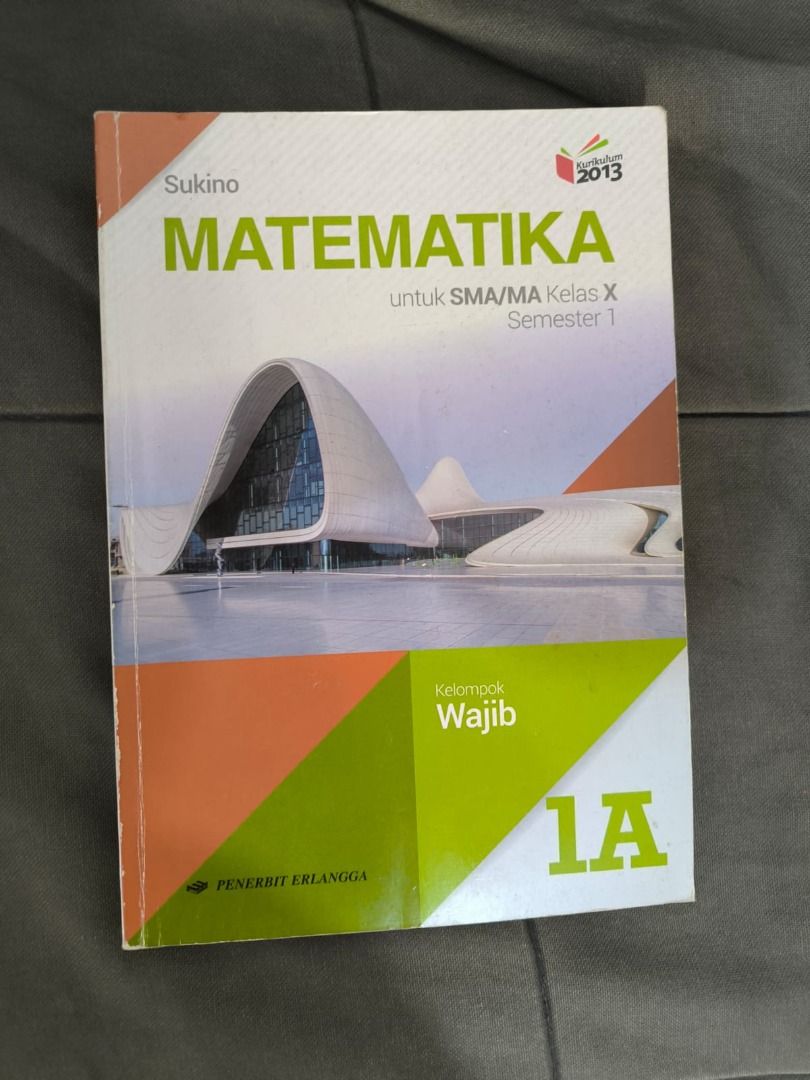 Sukino
Kurikulum
2013
MATEMATIKA
untuk SMA/MA Kelas X
Semester 1
Kelompok
Wajib
1A
PENERBIT ERLANGGA